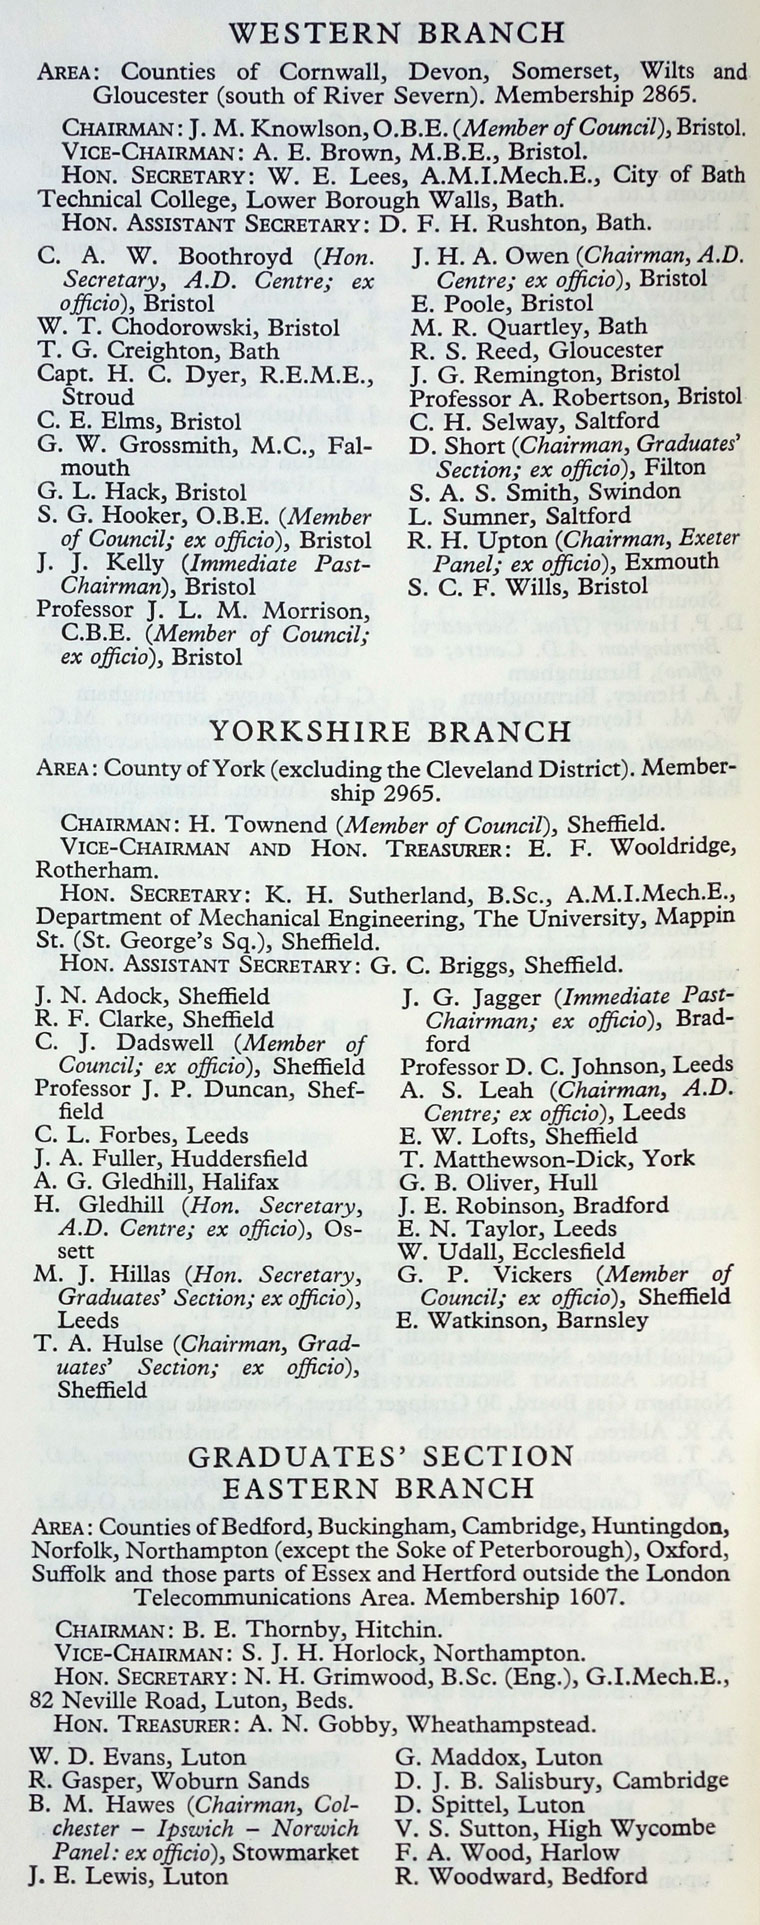 WESTERN BRANCH
AREA: Counties of Cornwall, Devon, Somerset, Wilts and
Gloucester (south of River Severn). Membership 2865.
CHAIRMAN: J. M. Knowlson, O.B.E. (Member of Council), Bristol.
VICE-CHAIRMAN: A. E. Brown, M.B.E., Bristol.
HON. SECRETARY: W. E. Lees, A.M.I.Mech.E., City of Bath
Technical College, Lower Borough Walls, Bath.
HON. ASSISTANT SECRETARY: D. F. H. Rushton, Bath.
C. A. W. Boothroyd (Hon.
Secretary, A.D. Centre; ex
officio), Bristol
W. T. Chodorowski, Bristol
T. G. Creighton, Bath
Capt. H. C. Dyer, R.E.M.E.,
Stroud
C. E. Elms, Bristol
G. W. Grossmith, M.C., Fal-
mouth
G. L. Hack, Bristol
S. G. Hooker, O.B.E. (Member
of Council; ex officio), Bristol
J. J. Kelly (Immediate Past-
Chairman), Bristol
Professor J. L. M. Morrison,
C.B.E. (Member of Council;
ex officio), Bristol
J. H. A. Owen (Chairman, A.D.
Centre; ex officio), Bristol
E. Poole, Bristol
M. R. Quartley, Bath
R. S. Reed, Gloucester
J. G. Remington, Bristol
Professor A. Robertson, Bristol
C. H. Selway, Saltford
D. Short (Chairman, Graduates'
Section; ex officio), Filton
S. A. S. Smith, Swindon
L. Sumner, Saltford
R. H. Upton (Chairman, Exeter
Panel; ex officio), Exmouth
S. C. F. Wills, Bristol
YORKSHIRE BRANCH
AREA: County of York (excluding the Cleveland District). Member-
ship 2965.
CHAIRMAN: H. Townend (Member of Council), Sheffield.
VICE-CHAIRMAN AND HON. TREASURER: E. F. Wooldridge,
Rotherham.
HON. SECRETARY: K. H. Sutherland, B.Sc., A.M.I.Mech.E.,
Department of Mechanical Engineering, The University, Mappin
St. (St. George's Sq.), Sheffield.
HON. ASSISTANT SECRETARY: G. C. Briggs, Sheffield.
J. N. Adock, Sheffield
R. F. Clarke, Sheffield
C. J. Dadswell (Member of
Council; ex officio), Sheffield
Professor J. P. Duncan, Shef-
field
C. L. Forbes, Leeds
J. A. Fuller, Huddersfield
A. G. Gledhill, Halifax
H. Gledhill (Hon. Secretary,
A.D. Centre; ex officio), Os-
sett
M. J. Hillas (Hon. Secretary,
Graduates' Section; ex officio),
Leeds
T. A. Hulse (Chairman, Grad-
uates' Section; ex officio),
Sheffield
J. G. Jagger (Immediate Past-
Chairman; ex officio), Brad-
ford
Professor D. C. Johnson, Leeds
A. S. Leah (Chairman, A.D.
Centre; ex officio), Leeds
E. W. Lofts, Sheffield
T. Matthewson-Dick, York
G. B. Oliver, Hull
J. E. Robinson, Bradford
E. N. Taylor, Leeds
W. Udall, Ecclesfield
G. P. Vickers (Member of
Council; ex officio), Sheffield
E. Watkinson, Barnsley
GRADUATES' SECTION
EASTERN BRANCH
AREA: Counties of Bedford, Buckingham, Cambridge, Huntingdon,
Norfolk, Northampton (except the Soke of Peterborough), Oxford,
Suffolk and those parts of Essex and Hertford outside the London
Telecommunications Area. Membership 1607.
CHAIRMAN: B. E. Thornby, Hitchin.
VICE-CHAIRMAN: S. J. H. Horlock, Northampton.
HON. SECRETARY: N. H. Grimwood, B.Sc. (Eng.), G.I.Mech.E.,
82 Neville Road, Luton, Beds.
HON. TREASURER: A. N. Gobby, Wheathampstead.
W. D. Evans, Luton
R. Gasper, Woburn Sands
B. M. Hawes (Chairman, Col-
chester – Ipswich – Norwich
Panel: ex officio), Stowmarket
J. E. Lewis, Luton
G. Maddox, Luton
D. J. B. Salisbury, Cambridge
D. Spittel, Luton
V. S. Sutton, High Wycombe
F. A. Wood, Harlow
R. Woodward, Bedford